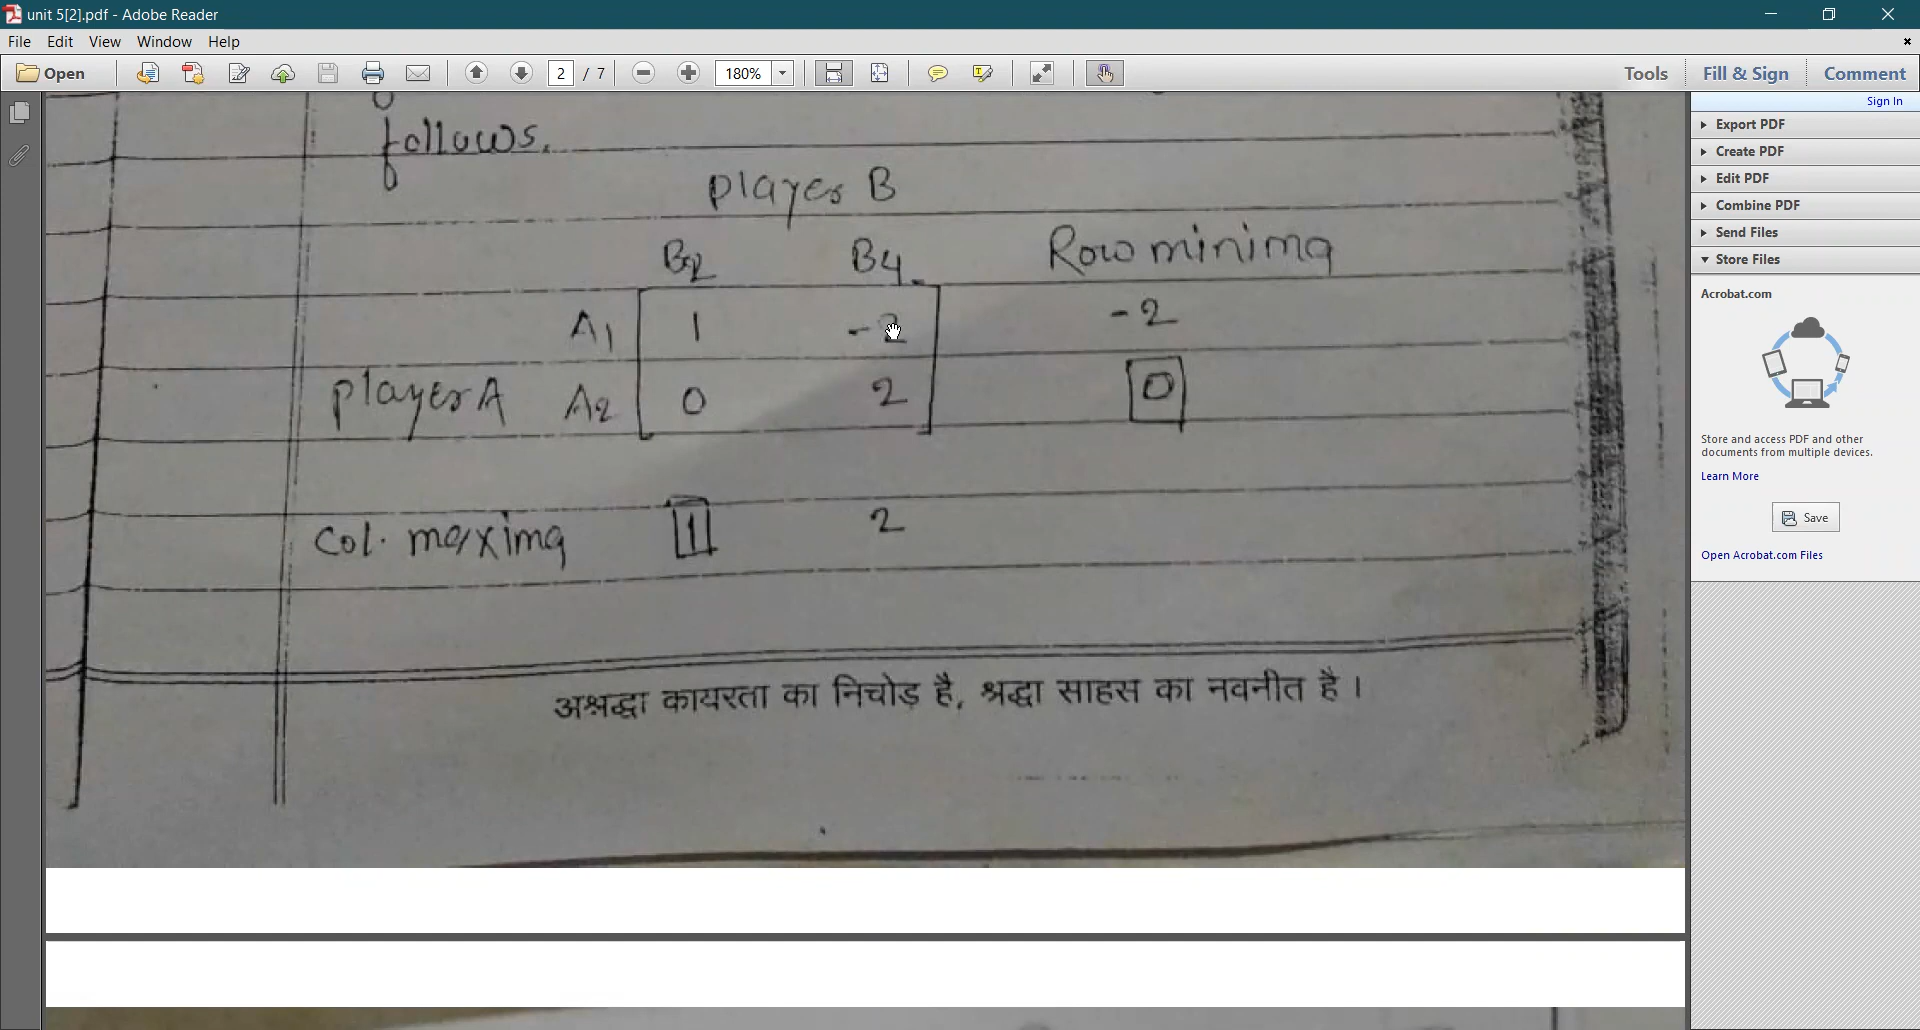 unit 5[2].pdf - Adobe Reader
File Edit View Window Help
Open 2 / 7 180% Tools Fill & Sign Comment
Sign In
Export PDF
Create PDF
Edit PDF
Combine PDF
Send Files
Store Files
Acrobat.com
Store and access PDF and other
documents from multiple devices.
Learn More
Save
Open Acrobat.com Files
follows.
player B
B2 B4 Row minima
A1 1 -2 -2
player A A2 0 2 0
Col. maxima 1 2
अश्रद्धा कायरता का निचोड़ है, श्रद्धा साहस का नवनीत है।